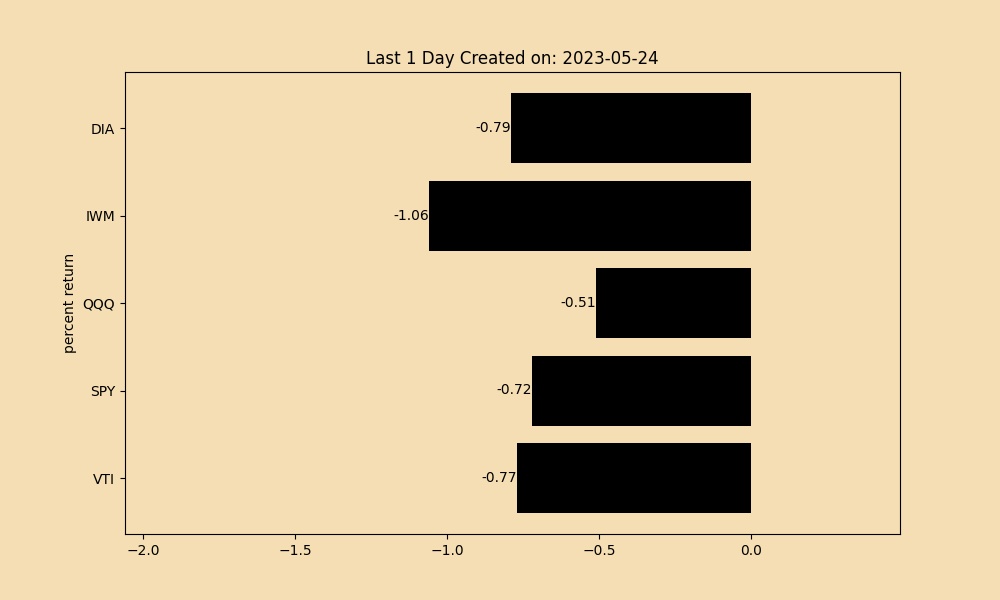 Last 1 Day Created on: 2023-05-24
percent return
DIA
-0.79
IWM
-1.06
QQQ
-0.51
SPY
-0.72
VTI
-0.77
−2.0 −1.5 −1.0 −0.5 0.0